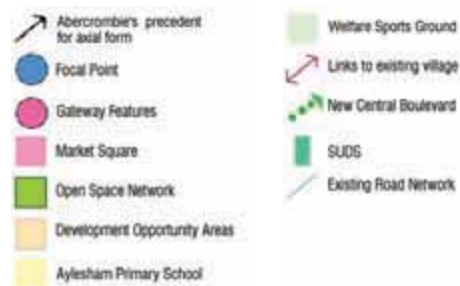 Abercrombie's precedent
for axial form
Focal Point
Gateway Features
Market Square
Open Space Network
Development Opportunity Areas
Aylesham Primary School
Welfare Sports Ground
Links to existing village
New Central Boulevard
SUDS
Existing Road Network